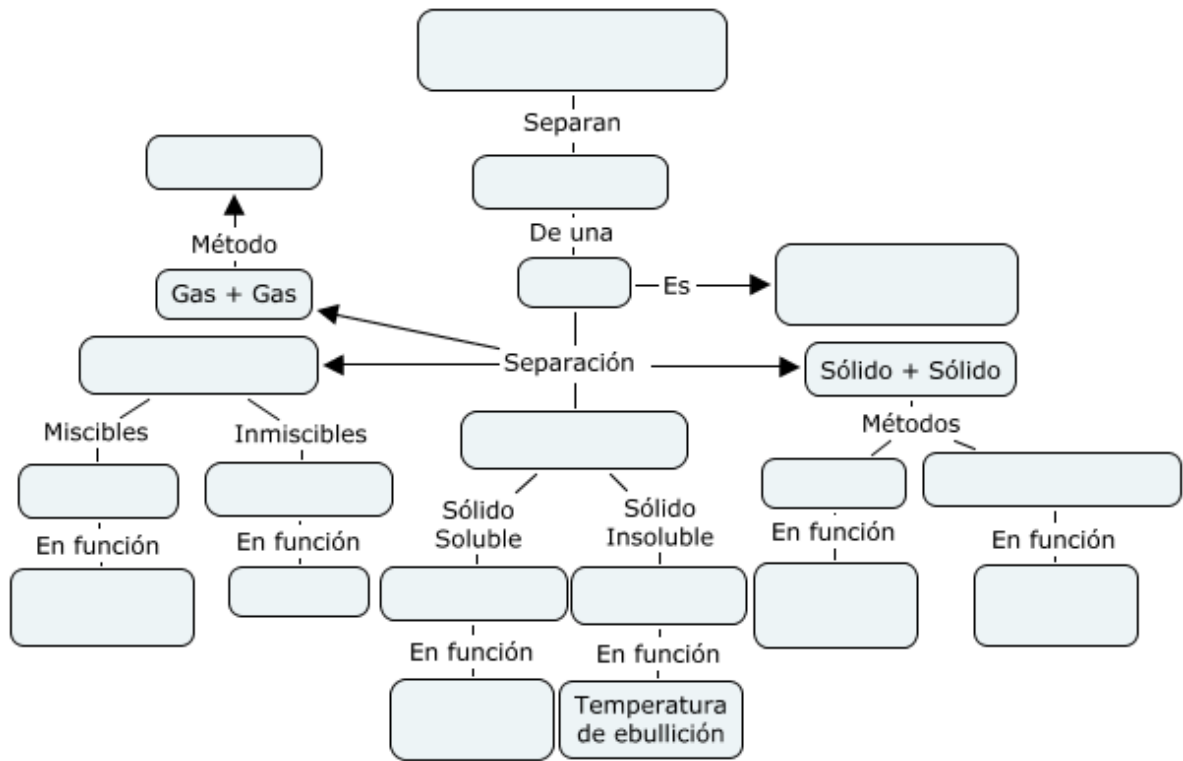 Separan
De una
Método
Es
Gas + Gas
Separación
Sólido + Sólido
Miscibles
Inmiscibles
Métodos
Sólido
Soluble
Sólido
Insoluble
En función
En función
En función
En función
En función
En función
Temperatura
de ebullición